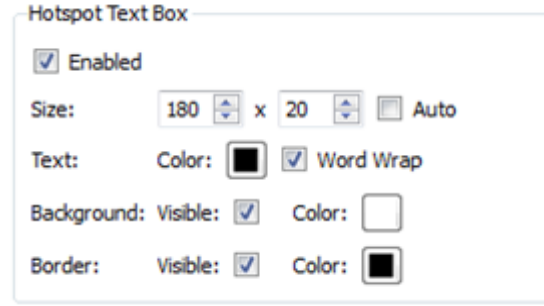 Hotspot Text Box
Enabled
Size: 180 x 20 Auto
Text: Color: Word Wrap
Background: Visible: Color:
Border: Visible: Color: